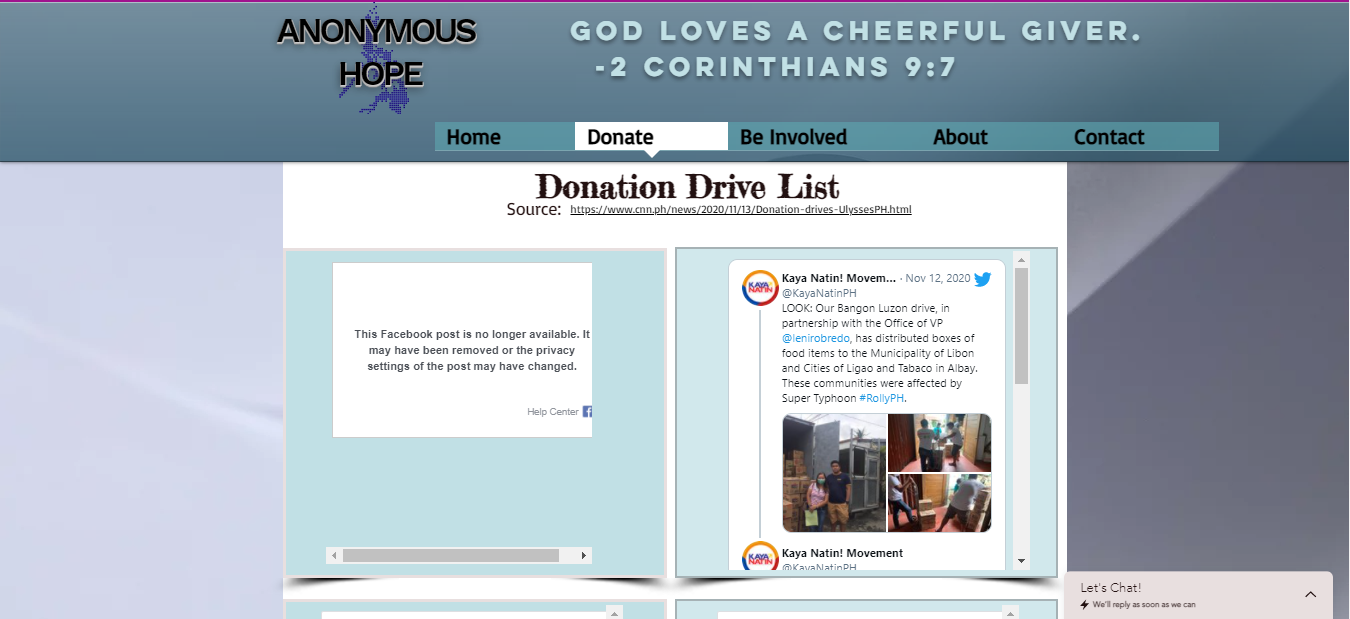 ANONYMOUS
HOPE
GOD LOVES A CHEERFUL GIVER.
-2 CORINTHIANS 9:7
Home
Donate
Be Involved
About
Contact
Donation Drive List
Source: https://www.cnn.ph/news/2020/11/13/Donation-drives-UlyssesPH.html
This Facebook post is no longer available. It
may have been removed or the privacy
settings of the post may have changed.
Help Center
Kaya Natin! Movem... · Nov 12, 2020
@KayaNatinPH
LOOK: Our Bangon Luzon drive, in
partnership with the Office of VP
@lenirobredo, has distributed boxes of
food items to the Municipality of Libon
and Cities of Ligao and Tabaco in Albay.
These communities were affected by
Super Typhoon #RollyPH.
Kaya Natin! Movement
@KayaNatinPH
Let's Chat!
We'll reply as soon as we can